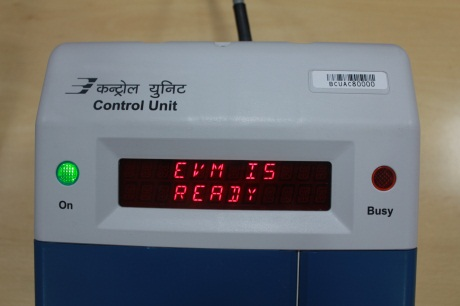 कन्ट्रोल युनिट
Control Unit
BCUAC80000
EVM IS
READY
On
Busy